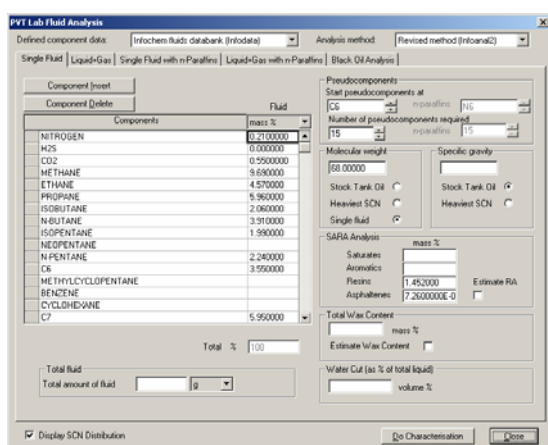 PVT Lab Fluid Analysis
Defined component data: Infochem fluids databank (Infodata) Analysis method: Revised method (Infoanal2)
Single Fluid Liquid+Gas Single Fluid with n-Paraffins Liquid+Gas with n-Paraffins Black Oil Analysis
Component Insert
Component Delete
Fluid
Components mass %
NITROGEN 0.2100000
H2S 0.000000
CO2 0.5500000
METHANE 9.690000
ETHANE 4.570000
PROPANE 5.960000
ISOBUTANE 2.060000
N-BUTANE 3.910000
ISOPENTANE 1.990000
NEOPENTANE
N-PENTANE 2.240000
C6 3.550000
METHYLCYCLOPENTANE
BENZENE
CYCLOHEXANE
C7 5.950000
Total % 100
Total fluid
Total amount of fluid g
Display SCN Distribution
Pseudocomponents
Start pseudocomponents at
C6 n-paraffins N6
Number of pseudocomponents required
15 n-paraffins 15
Molecular weight
68.00000
Stock Tank Oil
Heaviest SCN
Single fluid
Specific gravity
Stock Tank Oil
Heaviest SCN
SARA Analysis
mass %
Saturates
Aromatics
Resins 1.452000 Estimate RA
Asphaltenes 7.2600000E-0
Total Wax Content
mass %
Estimate Wax Content
Water Cut (as % of total liquid)
volume %
Do Characterisation Close